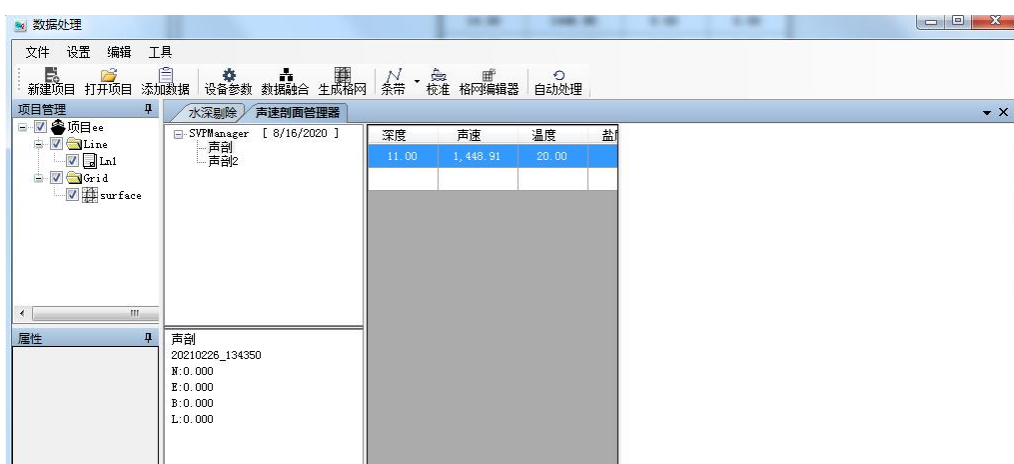 数据处理
文件 设置 编辑 工具
新建项目 打开项目 添加数据 设备参数 数据融合 生成格网 条带 校准 格网编辑器 自动处理
项目管理
水深剔除 声速剖面管理器
项目ee
Line
Ln1
Grid
surface
SVPManager [ 8/16/2020 ]
声剖
声剖2
深度 声速 温度
11.00 1,448.91 20.00
属性
声剖
20210226_134350
N:0.000
E:0.000
B:0.000
L:0.000